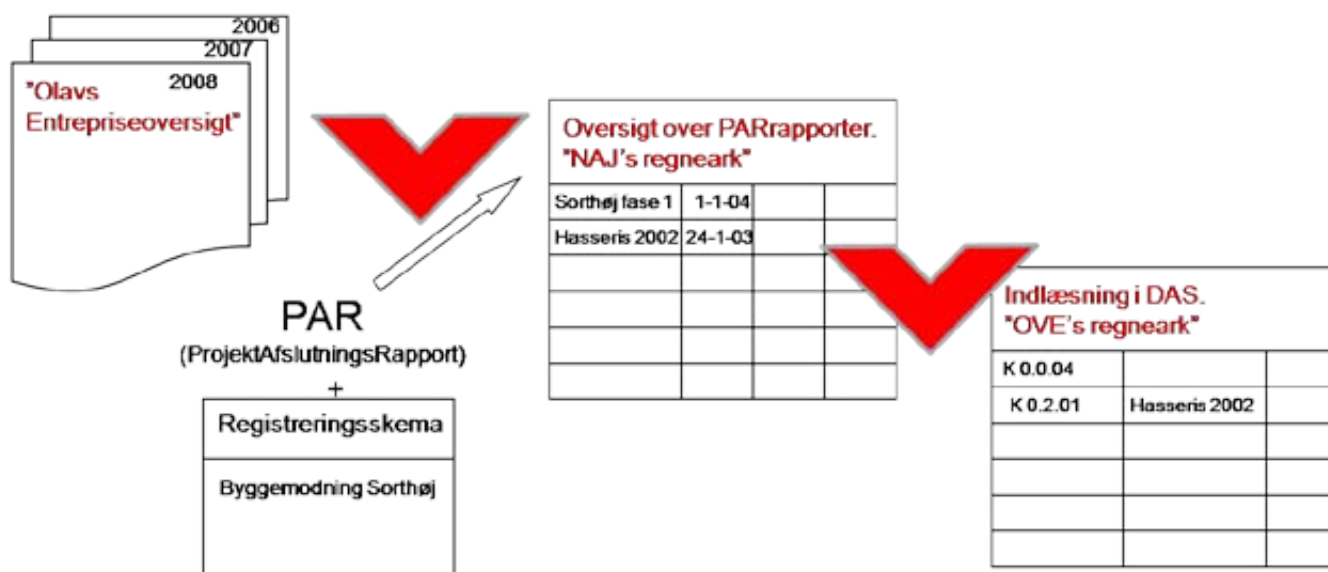 2006
2007
2008
"Olavs
Entrepriseoversigt"
PAR
(ProjektAfslutningsRapport)
+
Registreringsskema
Byggemodning Sorthøj
Oversigt over PARrapporter.
"NAJ's regneark"
Sorthøj fase 1 1-1-04
Hasseris 2002 24-1-03
Indlæsning i DAS.
"OVE's regneark"
K 0.0.04
K 0.2.01 Hasseris 2002